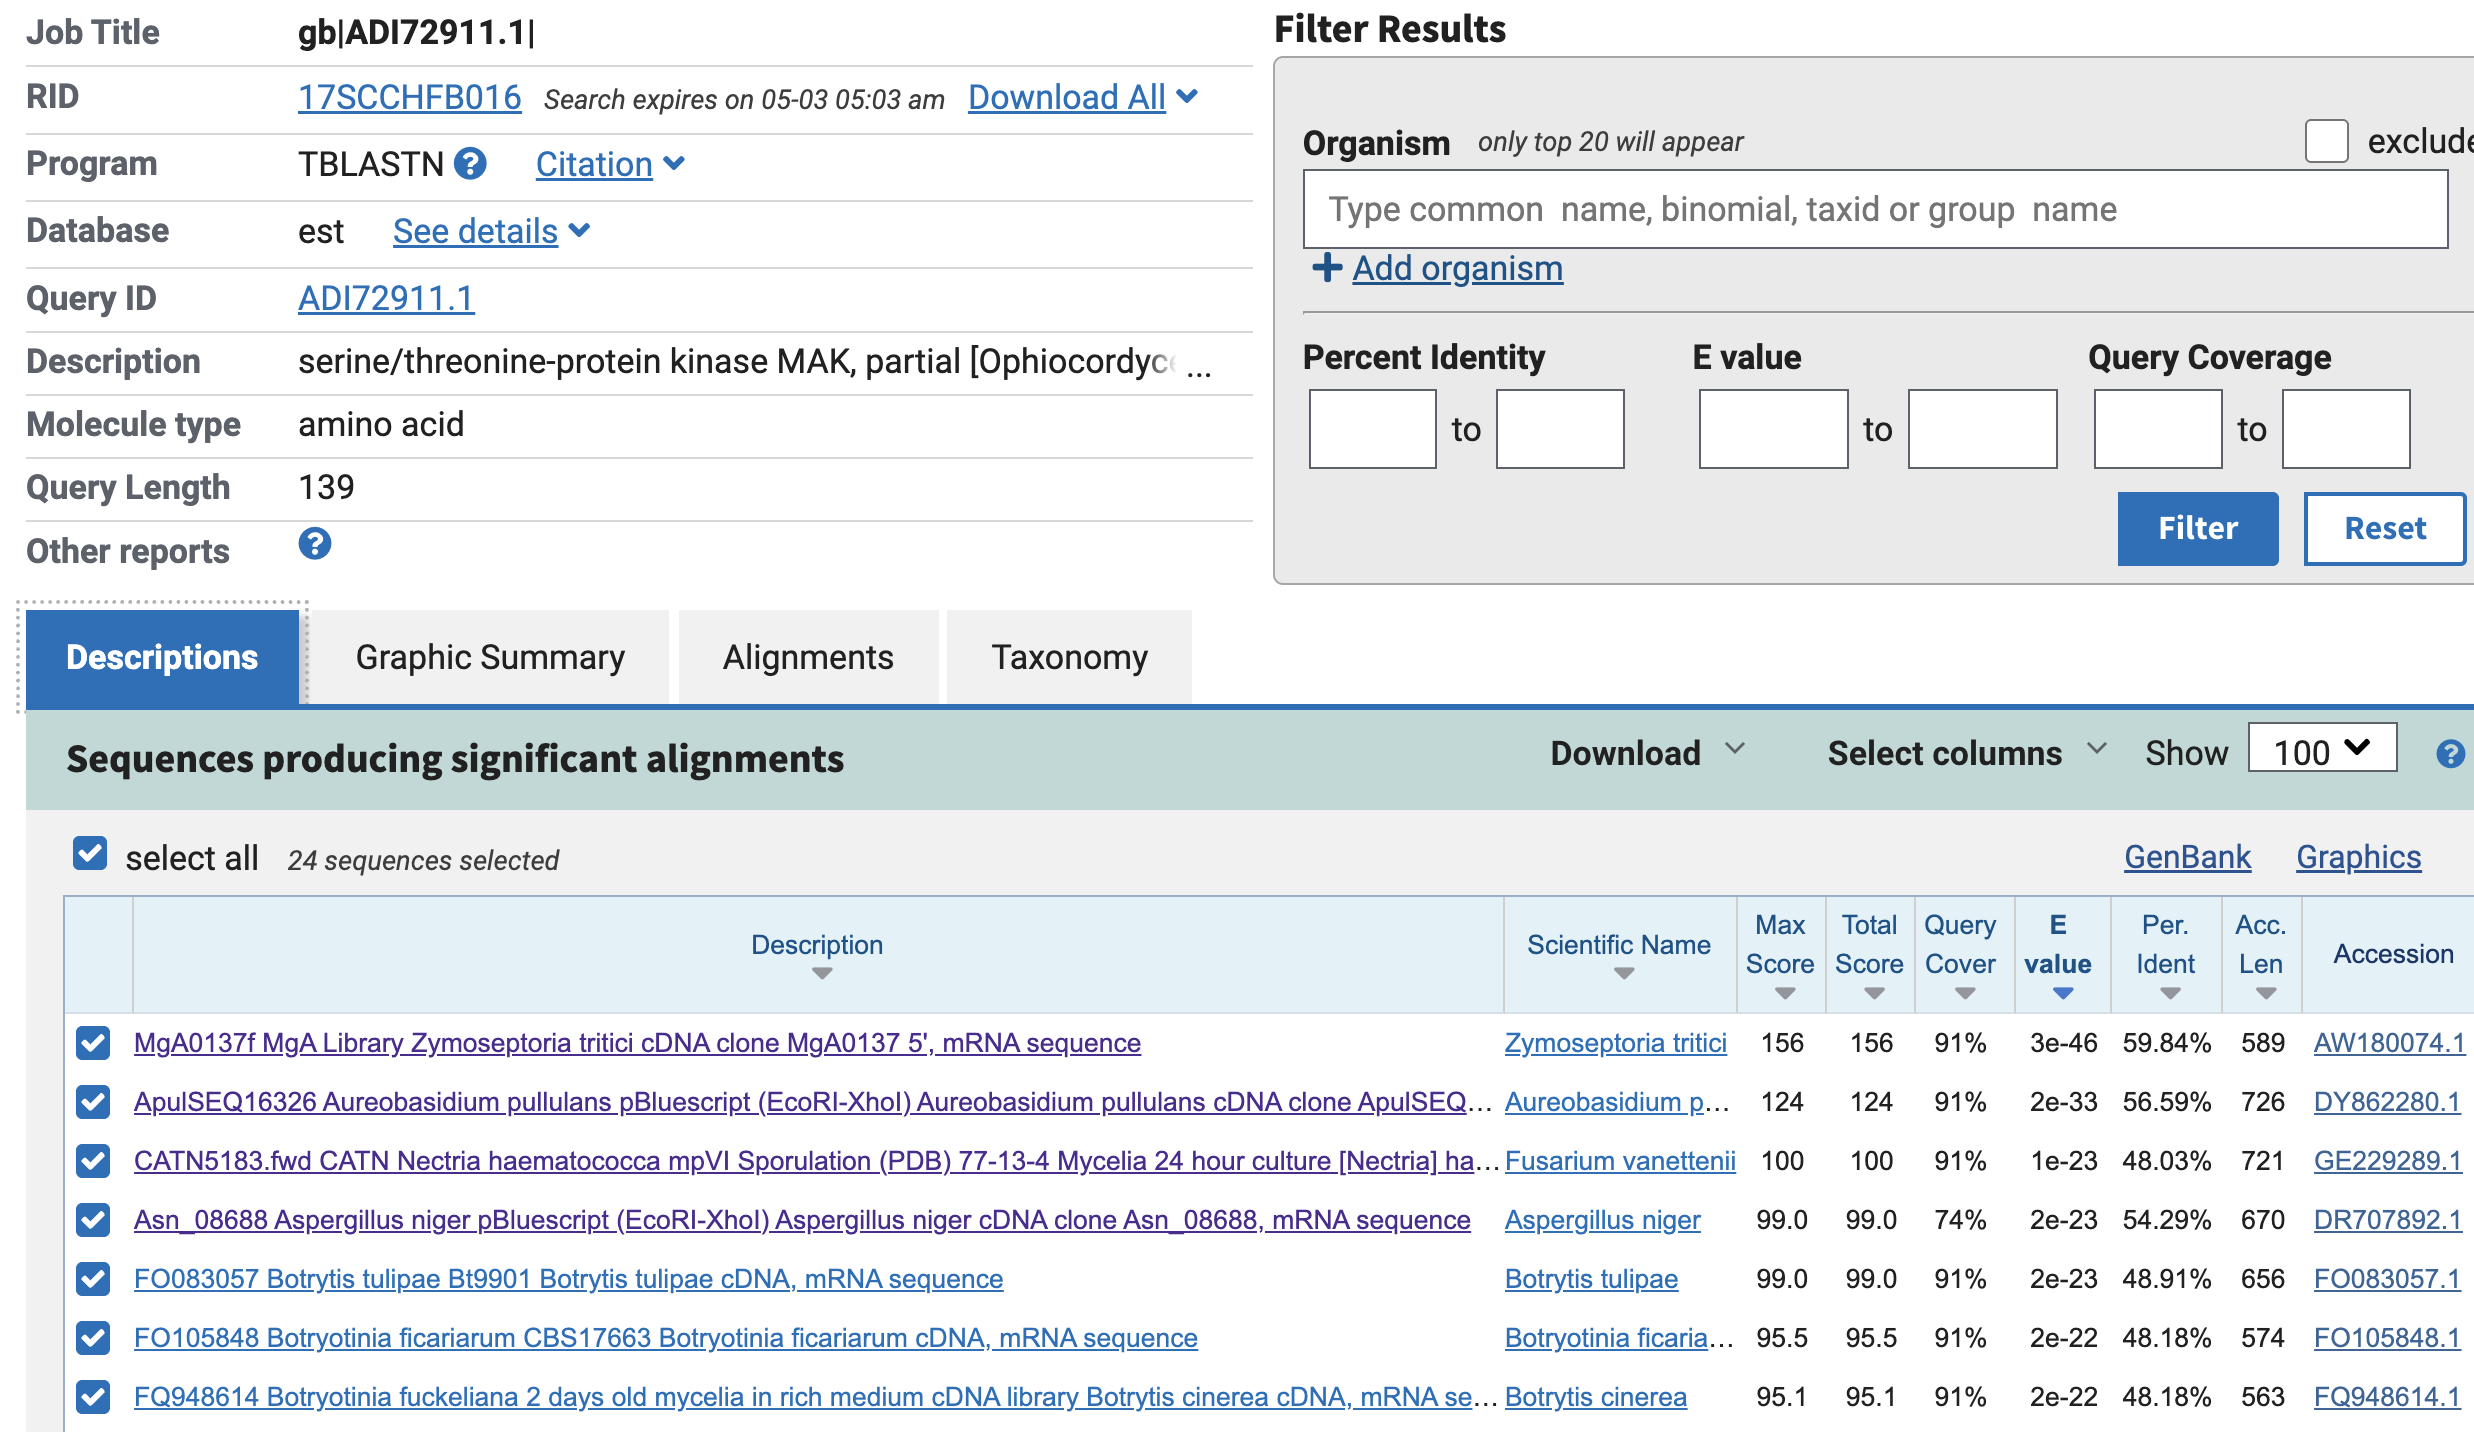 Job Title gb|ADI72911.1|
RID 17SCCHFB016 Search expires on 05-03 05:03 am Download All
Program TBLASTN ? Citation
Database est See details
Query ID ADI72911.1
Description serine/threonine-protein kinase MAK, partial [Ophiocordyc ...
Molecule type amino acid
Query Length 139
Other reports ?
Filter Results
Organism only top 20 will appear exclude
Type common name, binomial, taxid or group name
+ Add organism
Percent Identity E value Query Coverage
to to to
Filter Reset
Descriptions Graphic Summary Alignments Taxonomy
Sequences producing significant alignments Download Select columns Show 100 ?
select all 24 sequences selected GenBank Graphics
Description Scientific Name Max Score Total Score Query Cover E value Per. Ident Acc. Len Accession
MgA0137f MgA Library Zymoseptoria tritici cDNA clone MgA0137 5', mRNA sequence Zymoseptoria tritici 156 156 91% 3e-46 59.84% 589 AW180074.1
ApulSEQ16326 Aureobasidium pullulans pBluescript (EcoRI-XhoI) Aureobasidium pullulans cDNA clone ApulSEQ... Aureobasidium p... 124 124 91% 2e-33 56.59% 726 DY862280.1
CATN5183.fwd CATN Nectria haematococca mpVI Sporulation (PDB) 77-13-4 Mycelia 24 hour culture [Nectria] ha... Fusarium vanettenii 100 100 91% 1e-23 48.03% 721 GE229289.1
Asn_08688 Aspergillus niger pBluescript (EcoRI-XhoI) Aspergillus niger cDNA clone Asn_08688, mRNA sequence Aspergillus niger 99.0 99.0 74% 2e-23 54.29% 670 DR707892.1
FO083057 Botrytis tulipae Bt9901 Botrytis tulipae cDNA, mRNA sequence Botrytis tulipae 99.0 99.0 91% 2e-23 48.91% 656 FO083057.1
FO105848 Botryotinia ficariarum CBS17663 Botryotinia ficariarum cDNA, mRNA sequence Botryotinia ficaria... 95.5 95.5 91% 2e-22 48.18% 574 FO105848.1
FQ948614 Botryotinia fuckeliana 2 days old mycelia in rich medium cDNA library Botrytis cinerea cDNA, mRNA se... Botrytis cinerea 95.1 95.1 91% 2e-22 48.18% 563 FQ948614.1